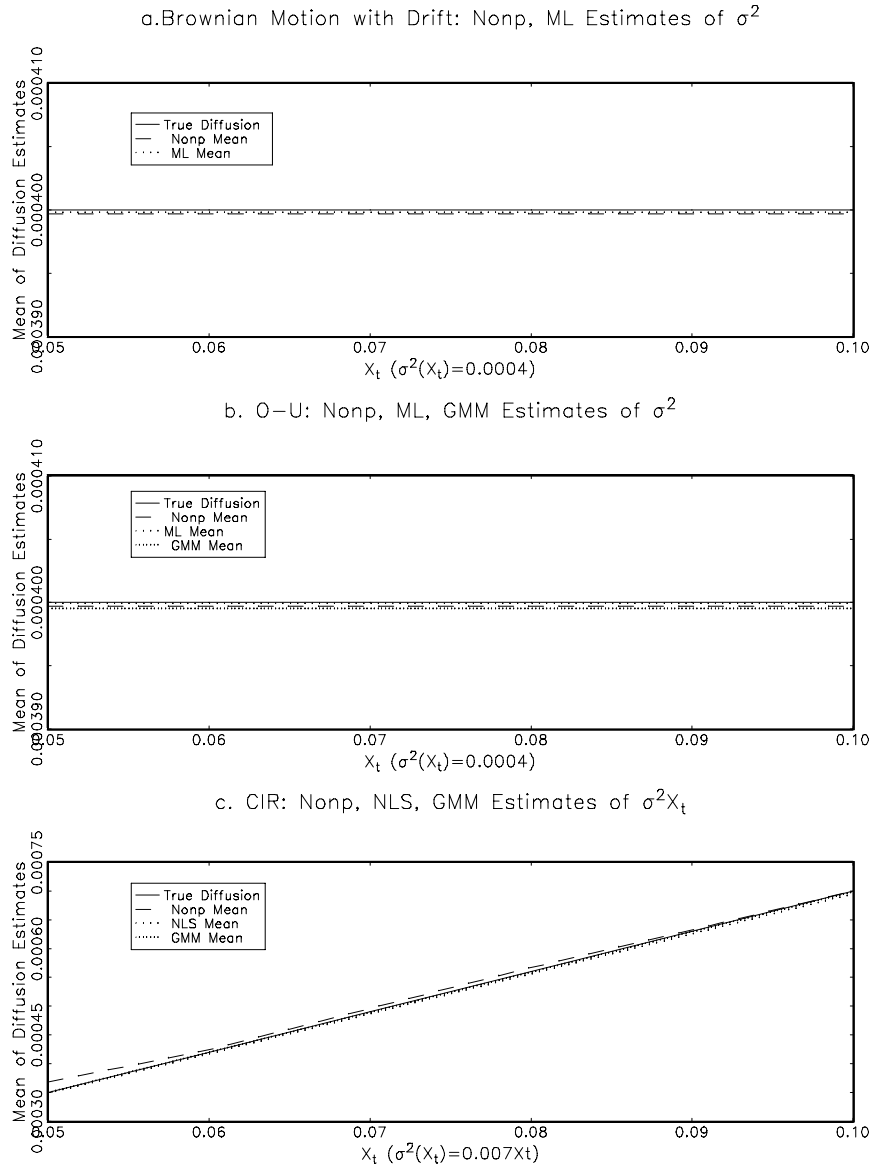 a.Brownian Motion with Drift: Nonp, ML Estimates of σ²
Mean of Diffusion Estimates
0.000410
0.000400
0.000390
True Diffusion
Nonp Mean
ML Mean
0.05 0.06 0.07 0.08 0.09 0.10
Xₜ (σ²(Xₜ)=0.0004)
b. O−U: Nonp, ML, GMM Estimates of σ²
Mean of Diffusion Estimates
0.000410
0.000400
0.000390
True Diffusion
Nonp Mean
ML Mean
GMM Mean
0.05 0.06 0.07 0.08 0.09 0.10
Xₜ (σ²(Xₜ)=0.0004)
c. CIR: Nonp, NLS, GMM Estimates of σ²Xₜ
Mean of Diffusion Estimates
0.00075
0.00060
0.00045
0.00030
True Diffusion
Nonp Mean
NLS Mean
GMM Mean
0.05 0.06 0.07 0.08 0.09 0.10
Xₜ (σ²(Xₜ)=0.007Xt)